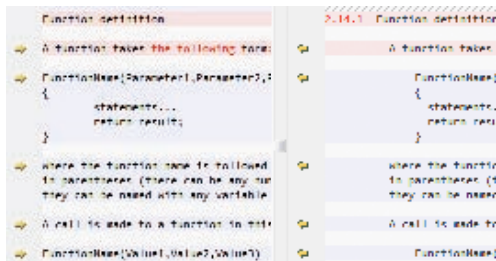 Function definition
A function takes the following form:
FunctionName(Parameter1,Parameter2,P
{
statements...
return result;
}
where the function name is followed
in parentheses (there can be any num
they can be named with any variable
A call is made to a function in this
FunctionName(Value1,Value2,Value3)
2.14.1 Function definition
A function takes
FunctionName(
{
statements.
return resu
}
where the functio
in parentheses (t
they can be named
A call is made to
FunctionName(